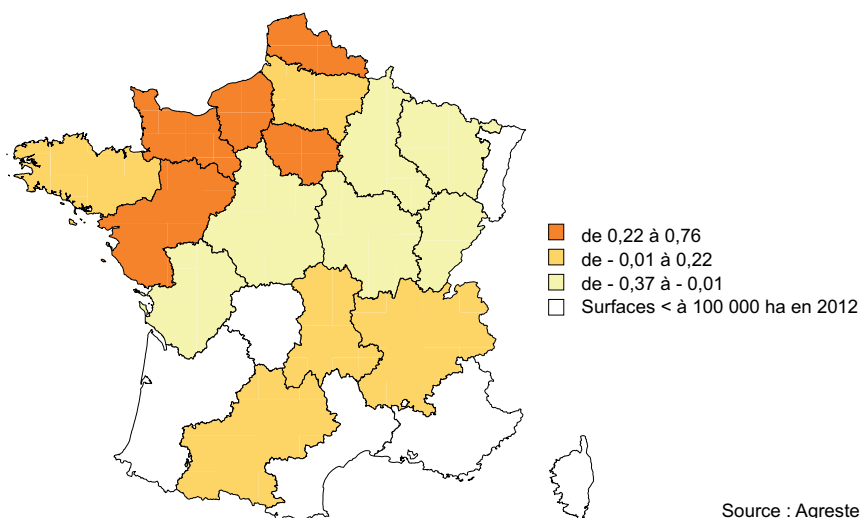 de 0,22 à 0,76
de - 0,01 à 0,22
de - 0,37 à - 0,01
Surfaces < à 100 000 ha en 2012
Source : Agreste